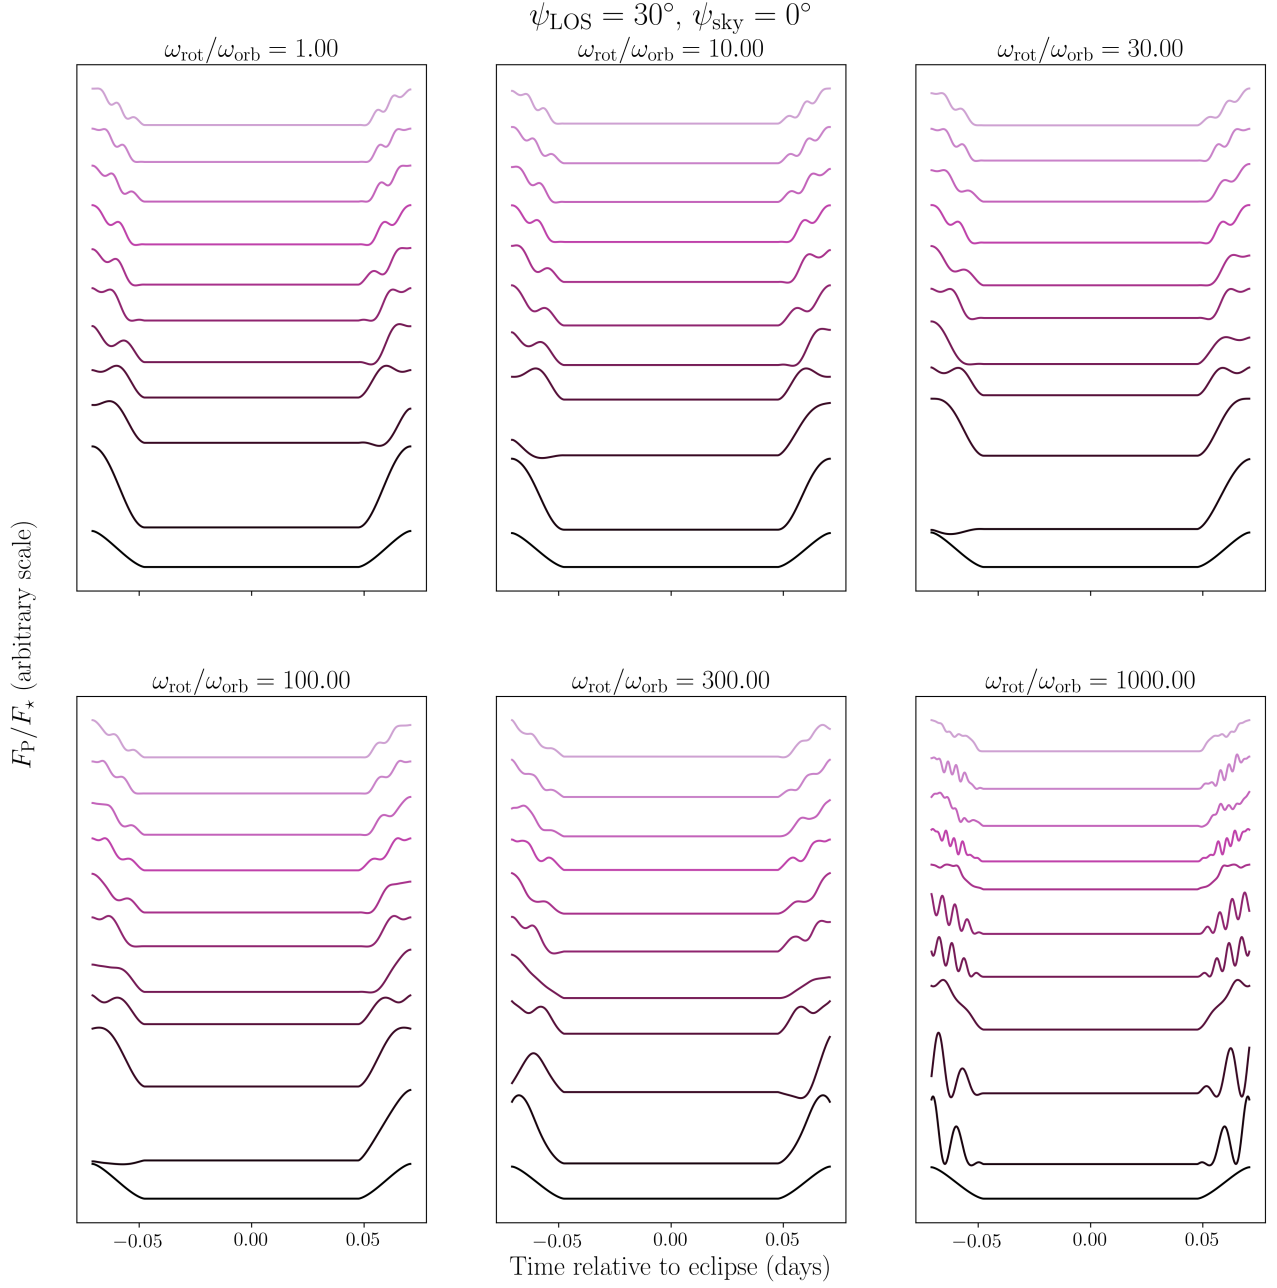 ψ_LOS = 30°, ψ_sky = 0°
ω_rot/ω_orb = 1.00
ω_rot/ω_orb = 10.00
ω_rot/ω_orb = 30.00
F_P/F_⋆ (arbitrary scale)
ω_rot/ω_orb = 100.00
ω_rot/ω_orb = 300.00
ω_rot/ω_orb = 1000.00
−0.05 0.00 0.05
−0.05 0.00 0.05
−0.05 0.00 0.05
Time relative to eclipse (days)